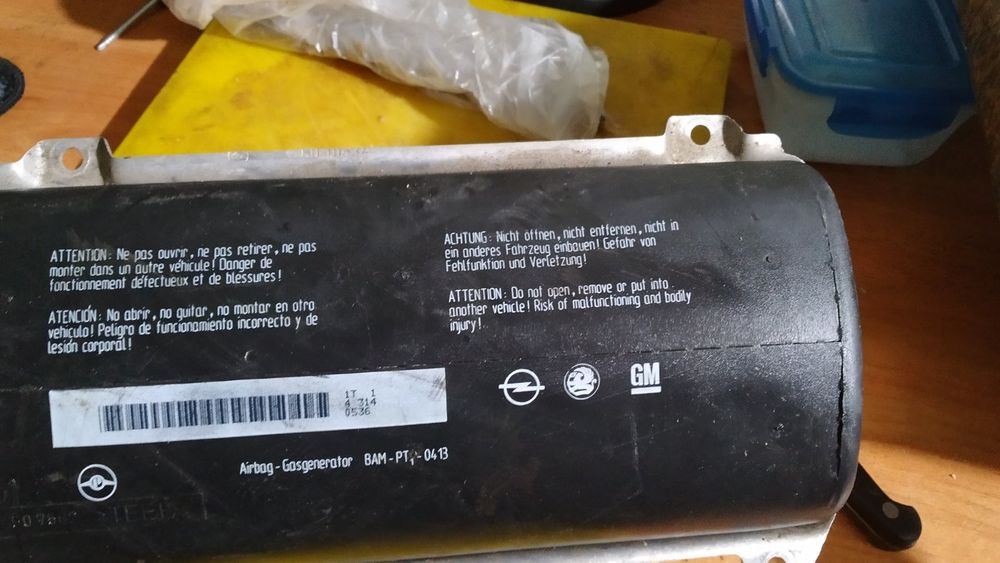 ATTENTION: Ne pas ouvrir, ne pas retirer, ne pas
monter dans un autre véhicule! Danger de
fonctionnement défectueux et de blessures!
ATENCIÓN: No abrir, no quitar, no montar en otro
vehiculo! Peligro de funcionamiento incorrecto y de
lesión corporal!
ACHTUNG: Nicht öffnen, nicht entfernen, nicht in
ein anderes Fahrzeug einbauen! Gefahr von
Fehlfunktion und Verletzung!
ATTENTION: Do not open, remove or put into
another vehicle! Risk of malfunctioning and bodily
injury!
1T 1
4 314
0536
GM
Airbag-Gasgenerator BAM-PT1-0413